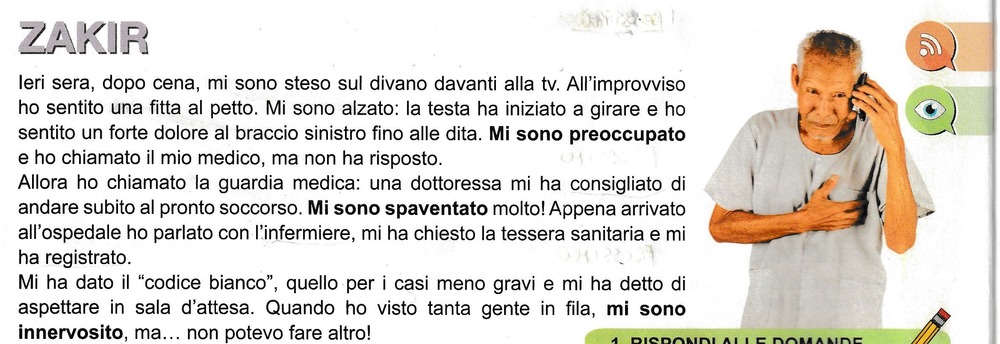 ZAKIR
Ieri sera, dopo cena, mi sono steso sul divano davanti alla tv. All'improvviso
ho sentito una fitta al petto. Mi sono alzato: la testa ha iniziato a girare e ho
sentito un forte dolore al braccio sinistro fino alle dita. Mi sono preoccupato
e ho chiamato il mio medico, ma non ha risposto.
Allora ho chiamato la guardia medica: una dottoressa mi ha consigliato di
andare subito al pronto soccorso. Mi sono spaventato molto! Appena arrivato
all'ospedale ho parlato con l'infermiere, mi ha chiesto la tessera sanitaria e mi
ha registrato.
Mi ha dato il “codice bianco”, quello per i casi meno gravi e mi ha detto di
aspettare in sala d'attesa. Quando ho visto tanta gente in fila, mi sono
innervosito, ma… non potevo fare altro!
1. RISPONDI ALLE DOMANDE